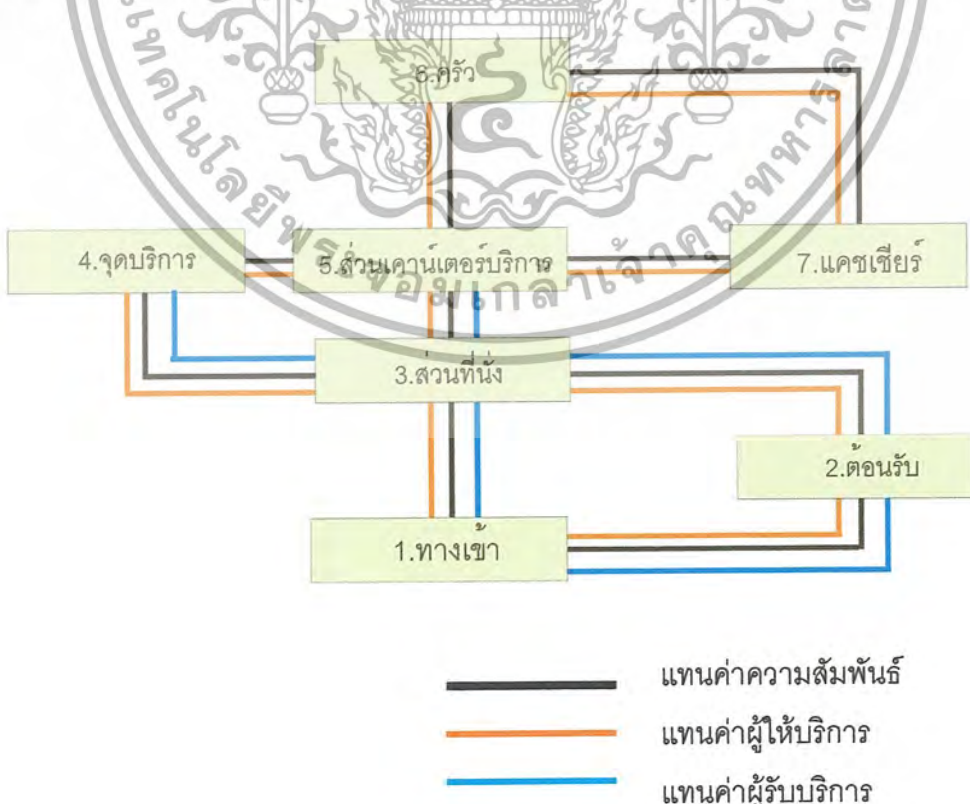 6.ครัว
4.จุดบริการ
5.ส่วนเคาน์เตอร์บริการ
7.แคชเชียร์
3.ส่วนที่นั่ง
2.ต้อนรับ
1.ทางเข้า
แทนค่าความสัมพันธ์
แทนค่าผู้ให้บริการ
แทนค่าผู้รับบริการ